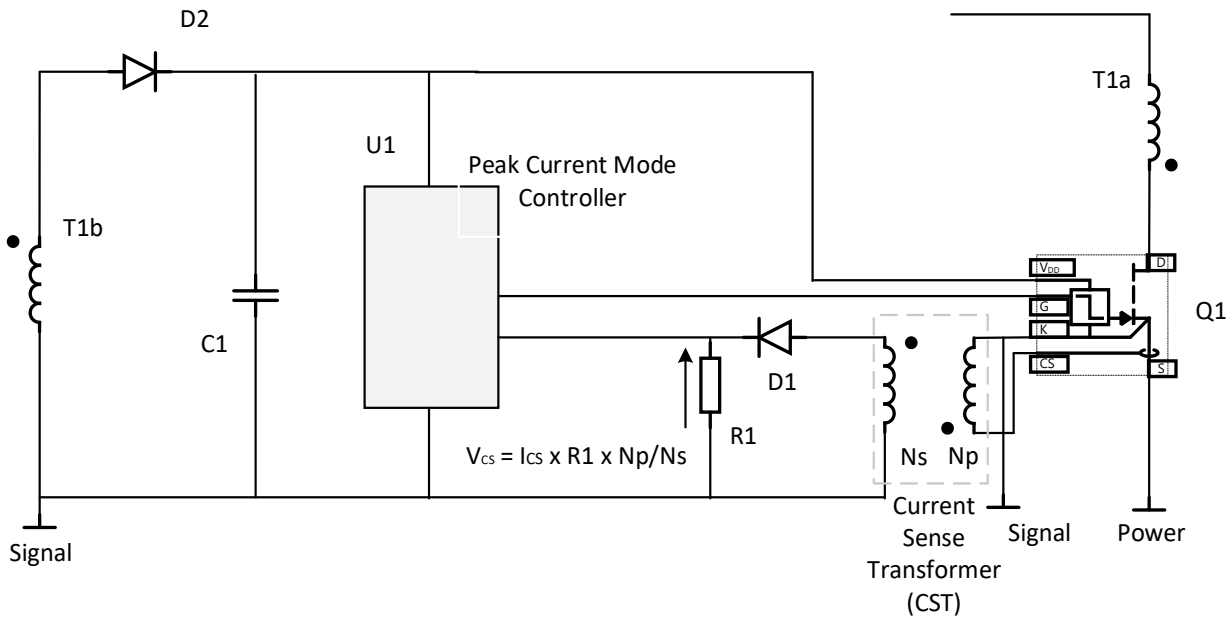 D2
T1a
U1
Peak Current Mode
Controller
T1b
VDD
D
G
Q1
K
C1
CS
S
D1
R1
VCS = ICS x R1 x Np/Ns
Ns
Np
Current
Sense
Transformer
(CST)
Signal
Signal
Power